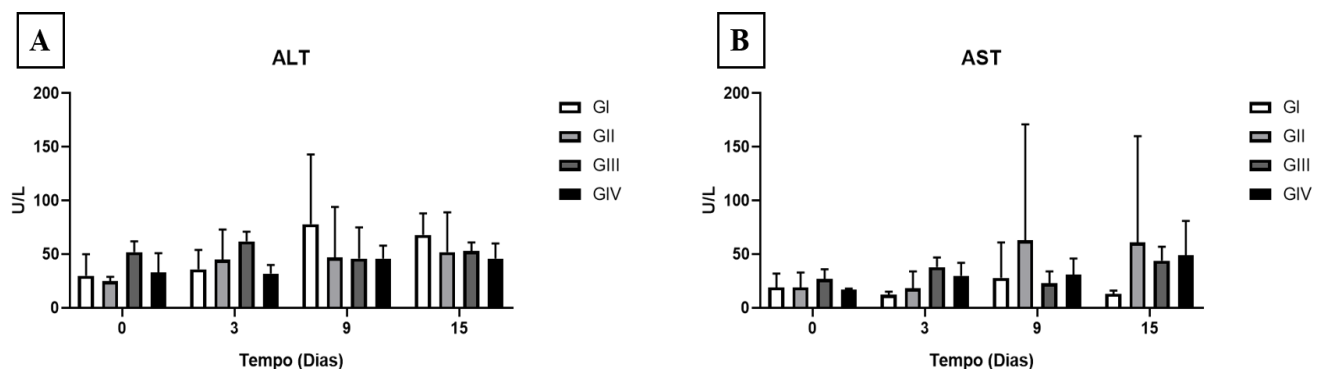 A
ALT
200
150
100
50
0
U/L
0 3 9 15
Tempo (Dias)
GI
GII
GIII
GIV
B
AST
200
150
100
50
0
U/L
0 3 9 15
Tempo (Dias)
GI
GII
GIII
GIV